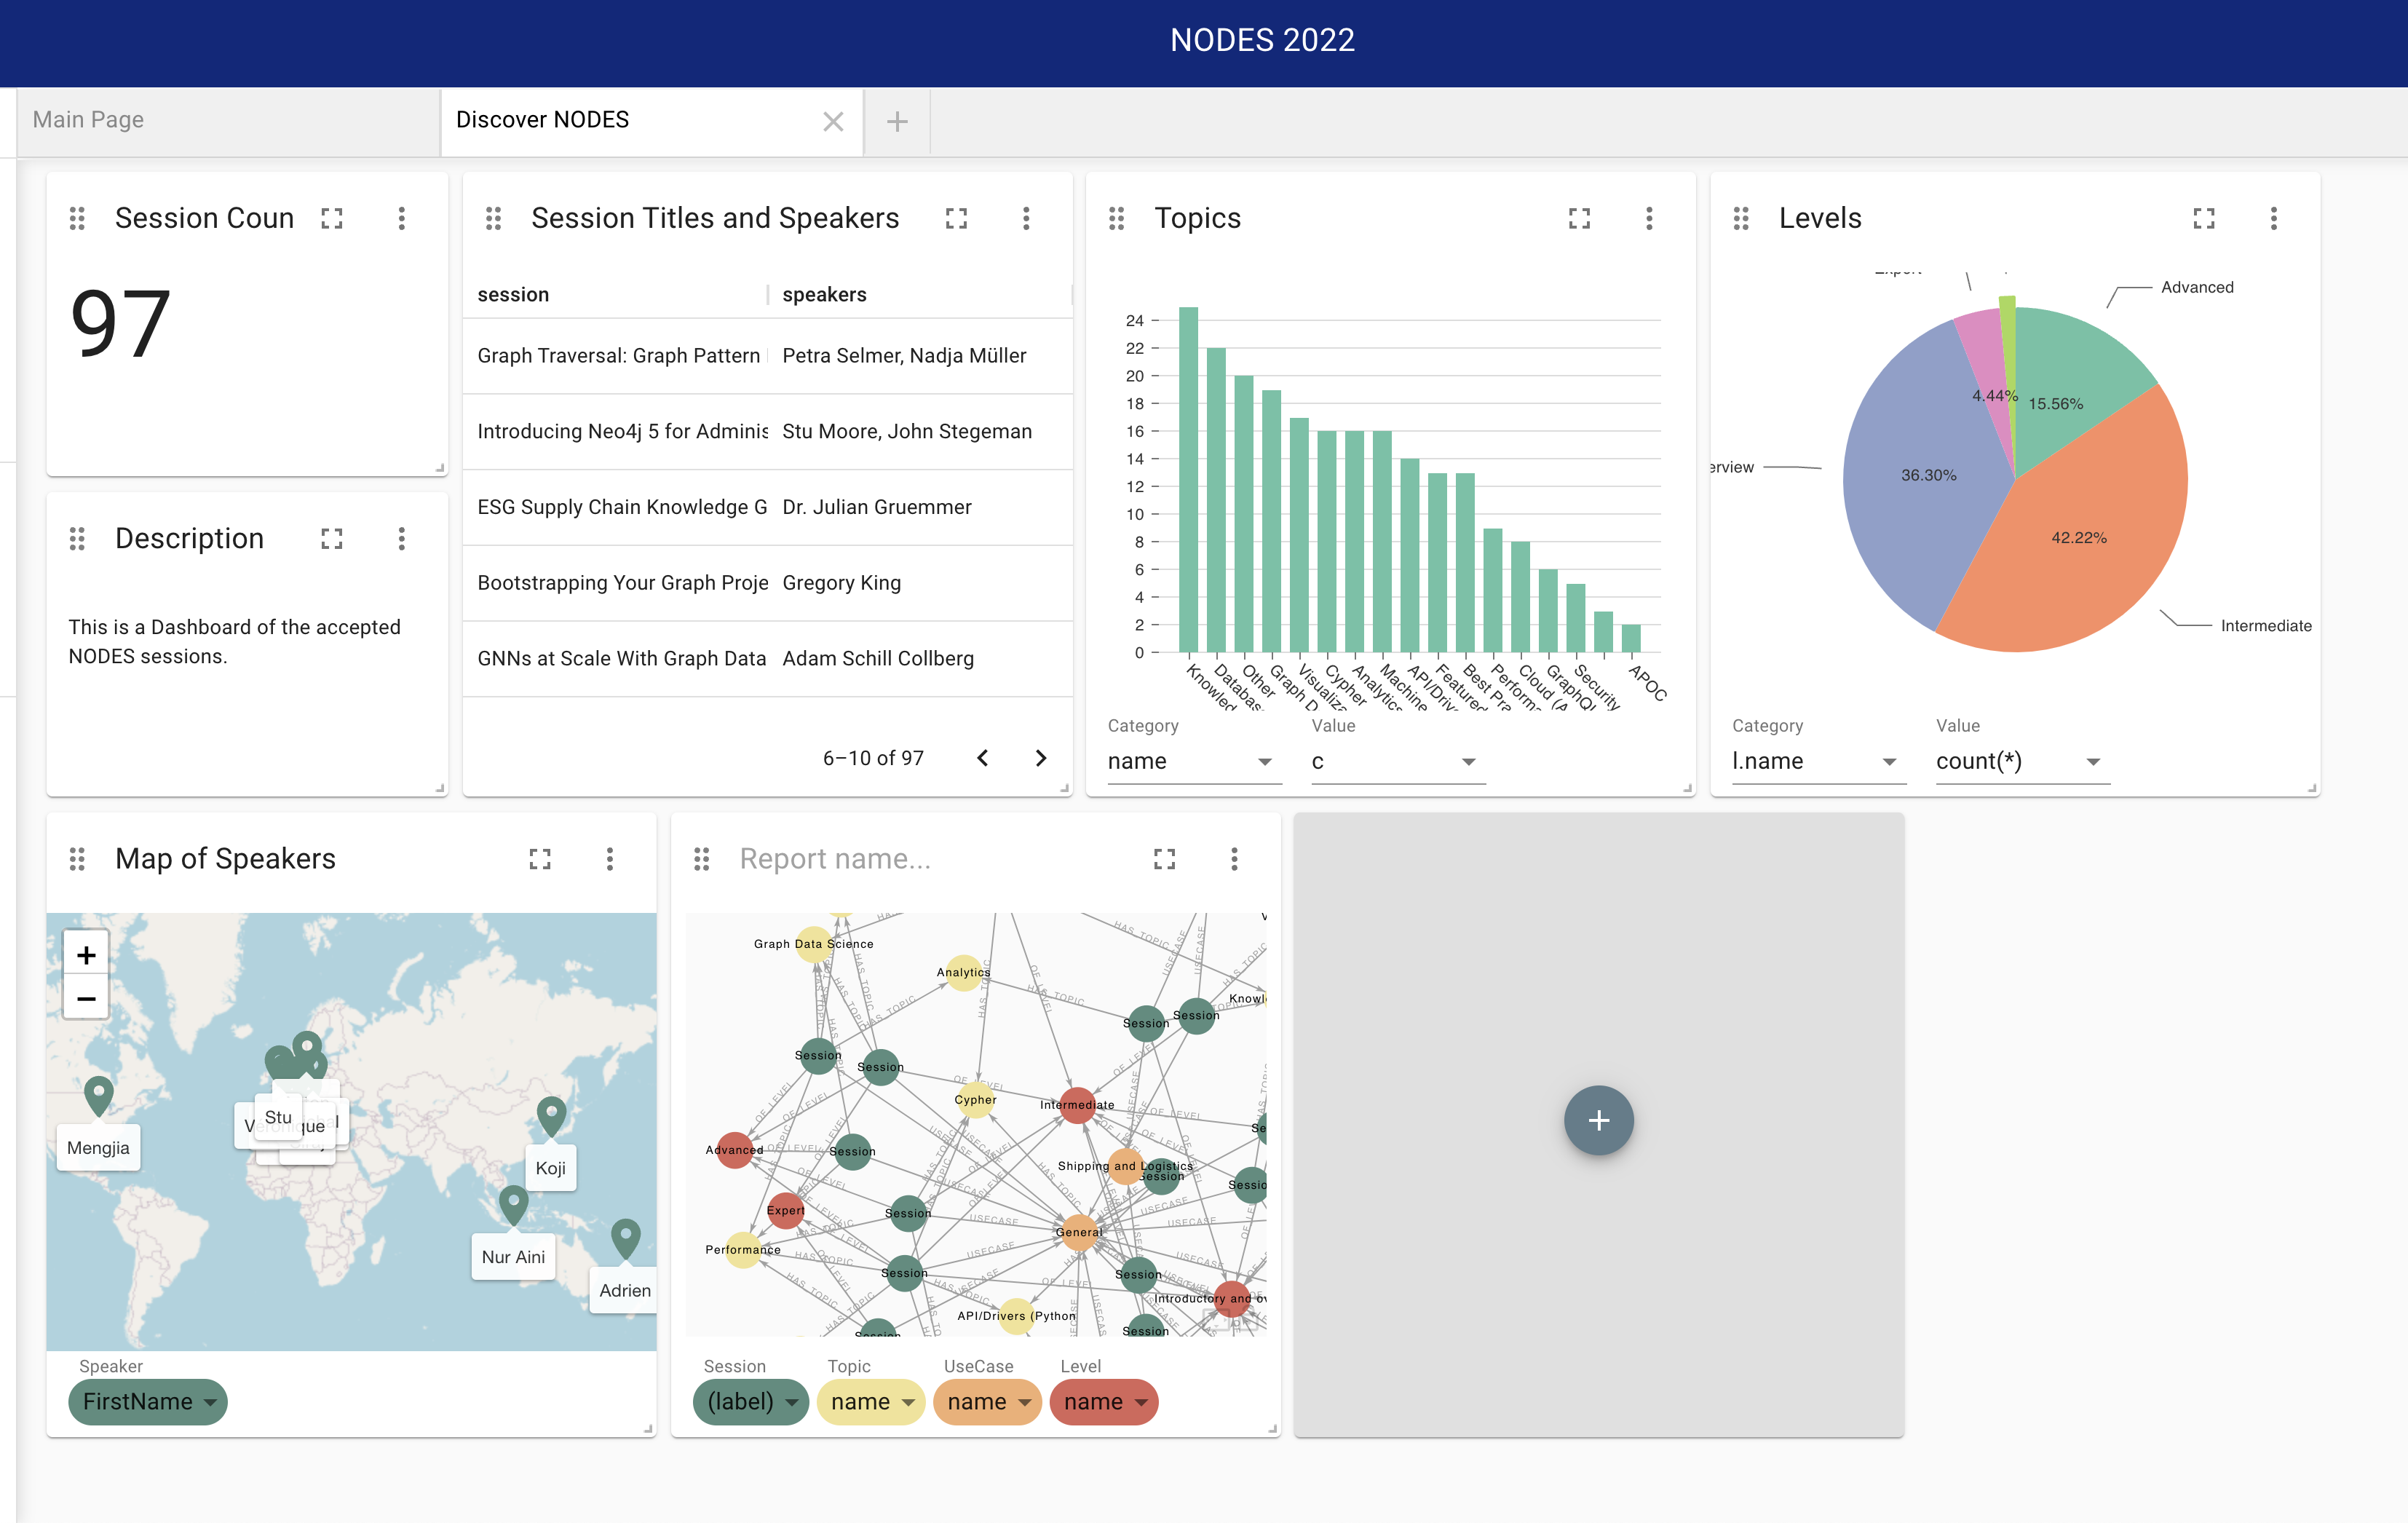 NODES 2022
Main Page
Discover NODES
Session Coun
97
Description
This is a Dashboard of the accepted
NODES sessions.
Session Titles and Speakers
session speakers
Graph Traversal: Graph Pattern Petra Selmer, Nadja Müller
Introducing Neo4j 5 for Adminis Stu Moore, John Stegeman
ESG Supply Chain Knowledge G Dr. Julian Gruemmer
Bootstrapping Your Graph Proje Gregory King
GNNs at Scale With Graph Data Adam Schill Collberg
6–10 of 97
Topics
24
22
20
18
16
14
12
10
8
6
4
2
0
Knowled
Databas
Other
Graph D
Visualiza
Cypher
Analytics
Machine
API/Driv
Featured
Best Pra
Perform
Cloud (A
GraphQL
Security
APOC
Category Value
name c
Levels
Expert
Advanced
4.44%
15.56%
erview
36.30%
42.22%
Intermediate
Category Value
l.name count(*)
Map of Speakers
+
−
Mengjia
Stu
Véronique
Koji
Nur Aini
Adrien
Speaker
FirstName
Report name...
Graph Data Science
Analytics
HAS_TOPIC
OF_LEVEL
USECASE
Knowl
Session
Session
Session
Session
Cypher
Intermediate
Advanced
Session
Shipping and Logistics
Session
Sessio
Expert
Session
General
Performance
Session
Session
Introductory and ov
API/Drivers (Python
Session
Session
Session Topic UseCase Level
(label) name name name